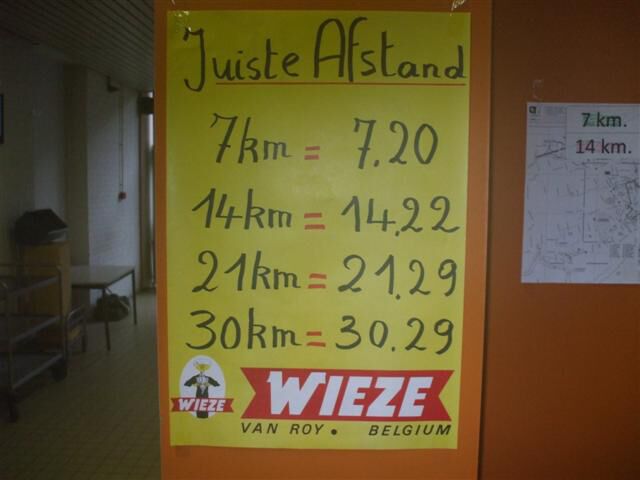 Juiste Afstand
7km = 7.20
14km = 14.22
21km = 21.29
30km = 30.29
WIEZE
WIEZE
VAN ROY . BELGIUM
7 km.
14 km.